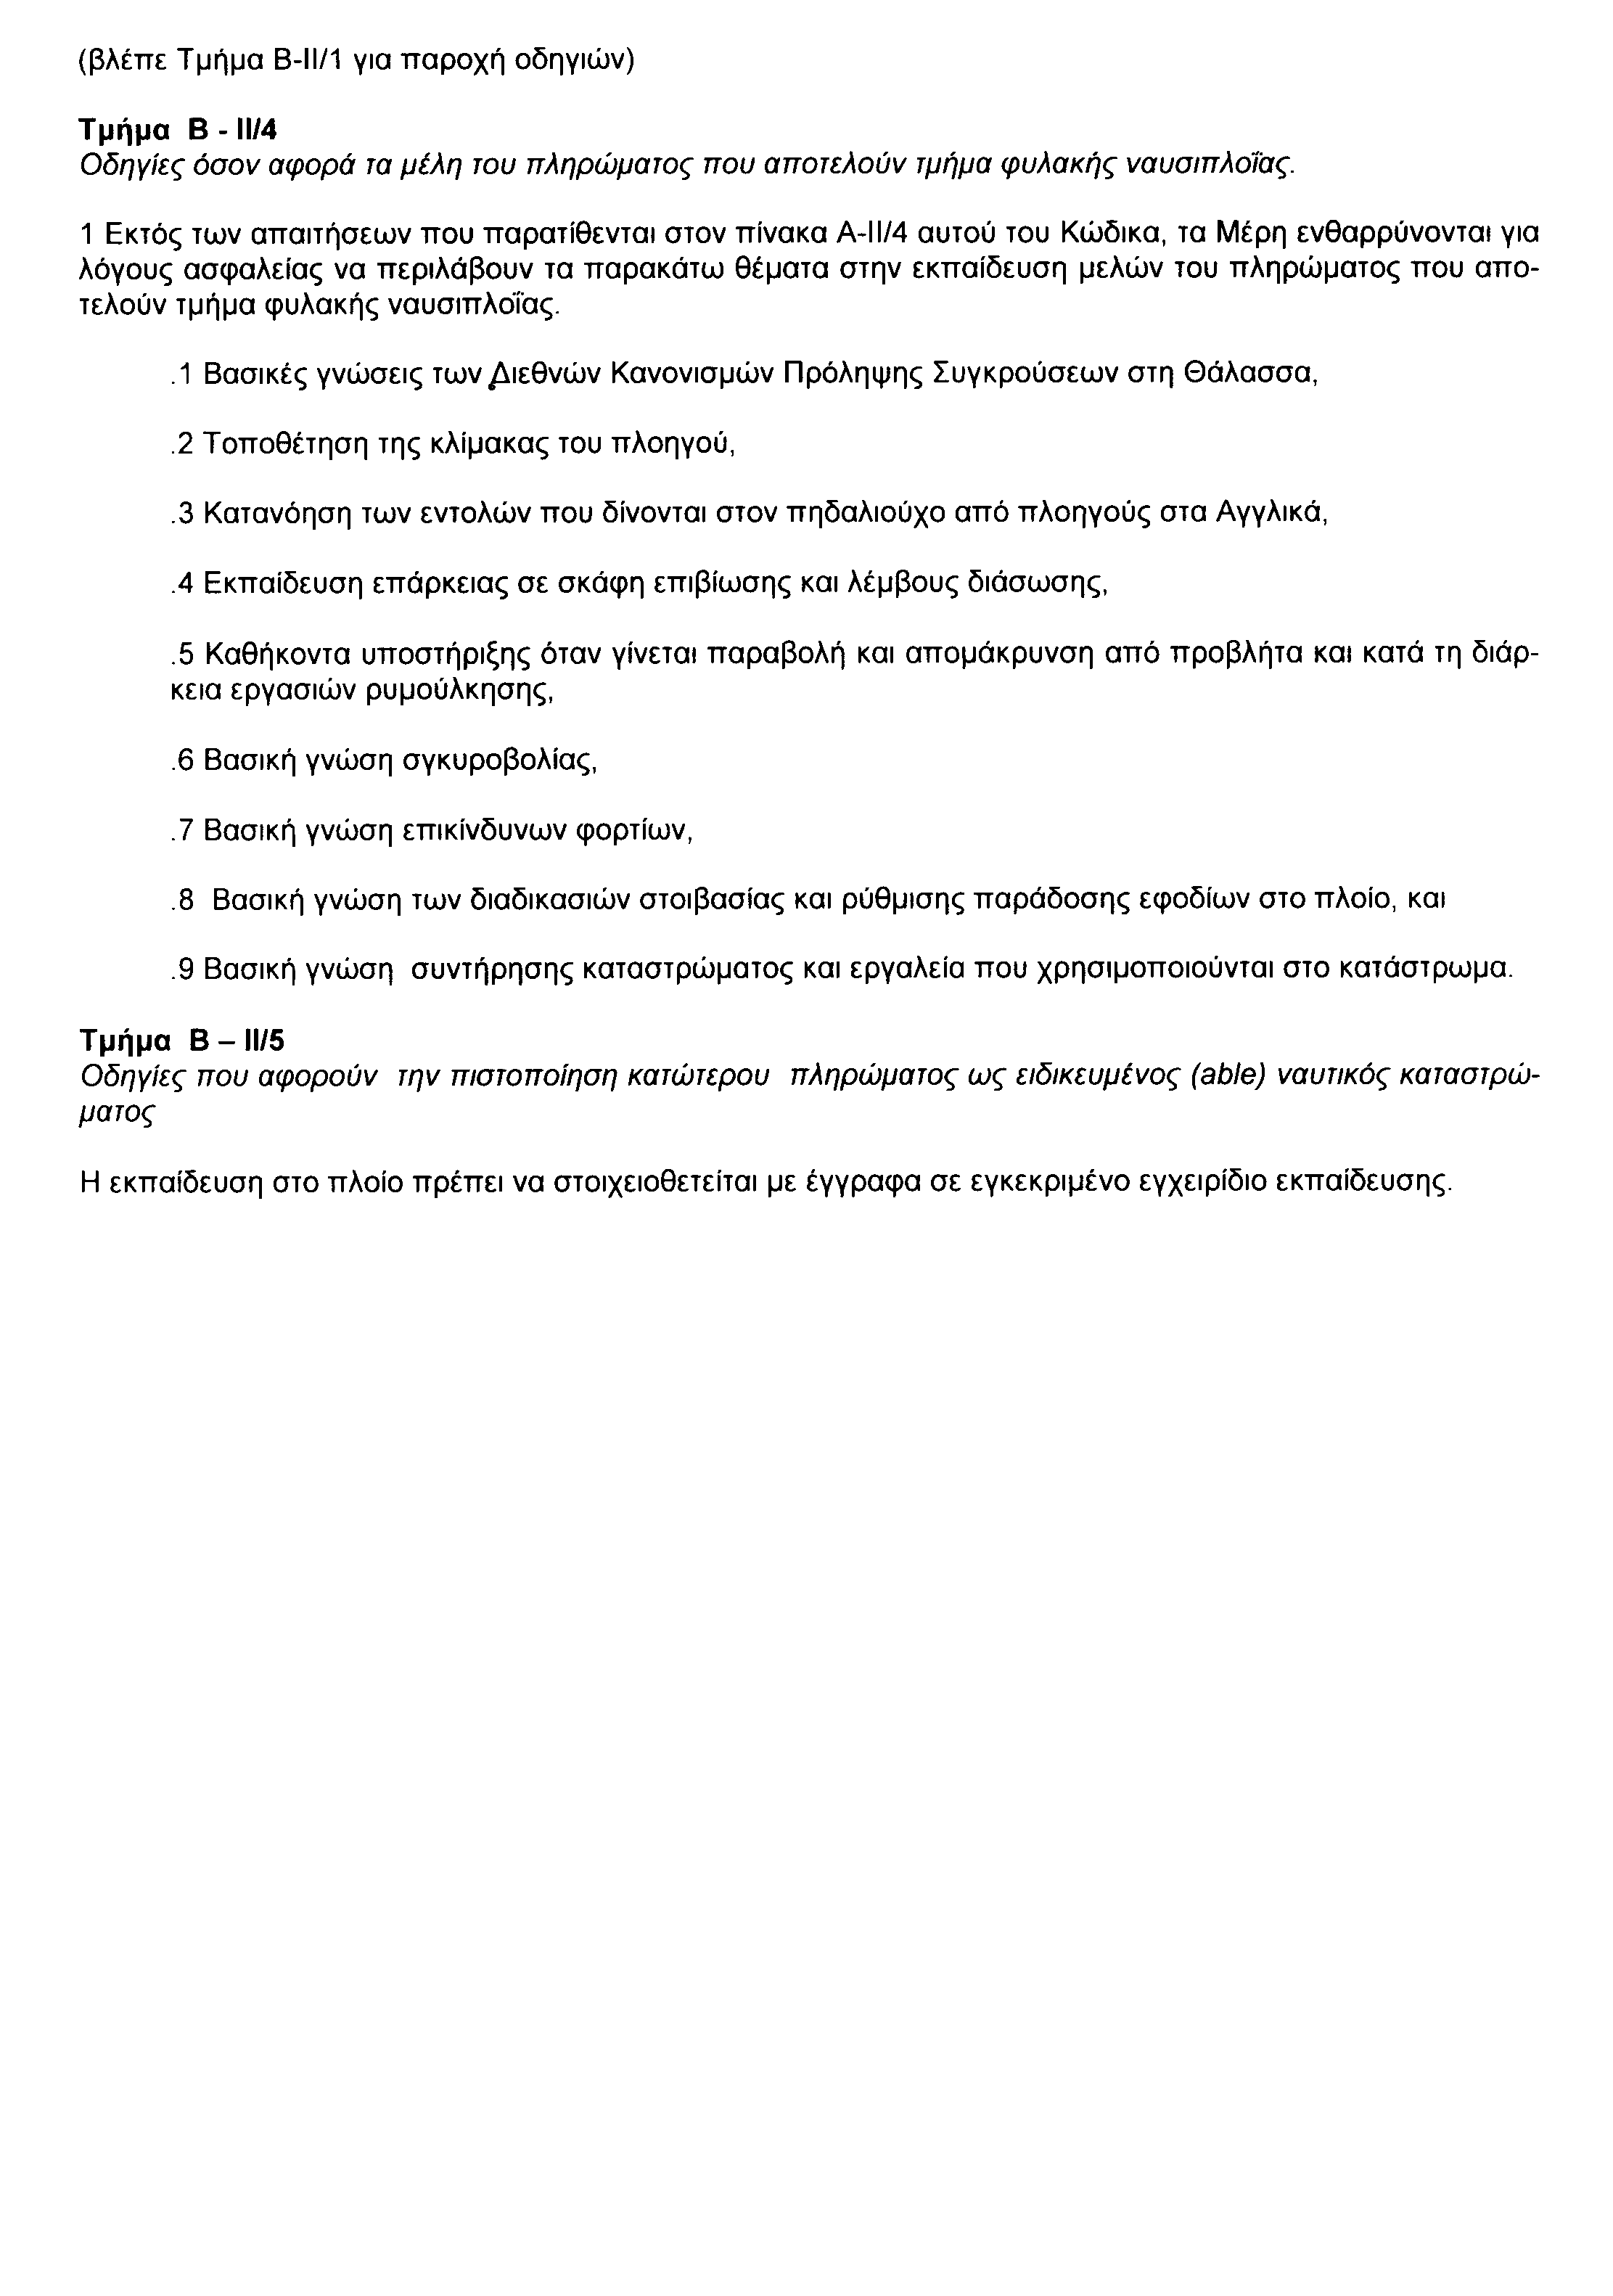 (βλέπε Τμήμα Β-ΙΙ/1 για παροχή οδηγιών)
Τμήμα Β - ΙΙ/4
Οδηγίες όσον αφορά τα μέλη του πληρώματος που αποτελούν τμήμα φυλακής ναυσιπλοΐας.
1 Εκτός των απαιτήσεων που παρατίθενται στον πίνακα Α-ΙΙ/4 αυτού του Κώδικα, τα Μέρη ενθαρρύνονται για
λόγους ασφαλείας να περιλάβουν τα παρακάτω θέματα στην εκπαίδευση μελών του πληρώματος που απο-
τελούν τμήμα φυλακής ναυσιπλοΐας.
.1 Βασικές γνώσεις των Διεθνών Κανονισμών Πρόληψης Συγκρούσεων στη Θάλασσα,
.2 Τοποθέτηση της κλίμακας του πλοηγού,
.3 Κατανόηση των εντολών που δίνονται στον πηδαλιούχο από πλοηγούς στα Αγγλικά,
.4 Εκπαίδευση επάρκειας σε σκάφη επιβίωσης και λέμβους διάσωσης,
.5 Καθήκοντα υποστήριξης όταν γίνεται παραβολή και απομάκρυνση από προβλήτα και κατά τη διάρ-
κεια εργασιών ρυμούλκησης,
.6 Βασική γνώση σγκυροβολίας,
.7 Βασική γνώση επικίνδυνων φορτίων,
.8 Βασική γνώση των διαδικασιών στοιβασίας και ρύθμισης παράδοσης εφοδίων στο πλοίο, και
.9 Βασική γνώση συντήρησης καταστρώματος και εργαλεία που χρησιμοποιούνται στο κατάστρωμα.
Τμήμα Β – ΙΙ/5
Οδηγίες που αφορούν την πιστοποίηση κατώτερου πληρώματος ως ειδικευμένος (able) ναυτικός καταστρώ-
ματος
Η εκπαίδευση στο πλοίο πρέπει να στοιχειοθετείται με έγγραφα σε εγκεκριμένο εγχειρίδιο εκπαίδευσης.